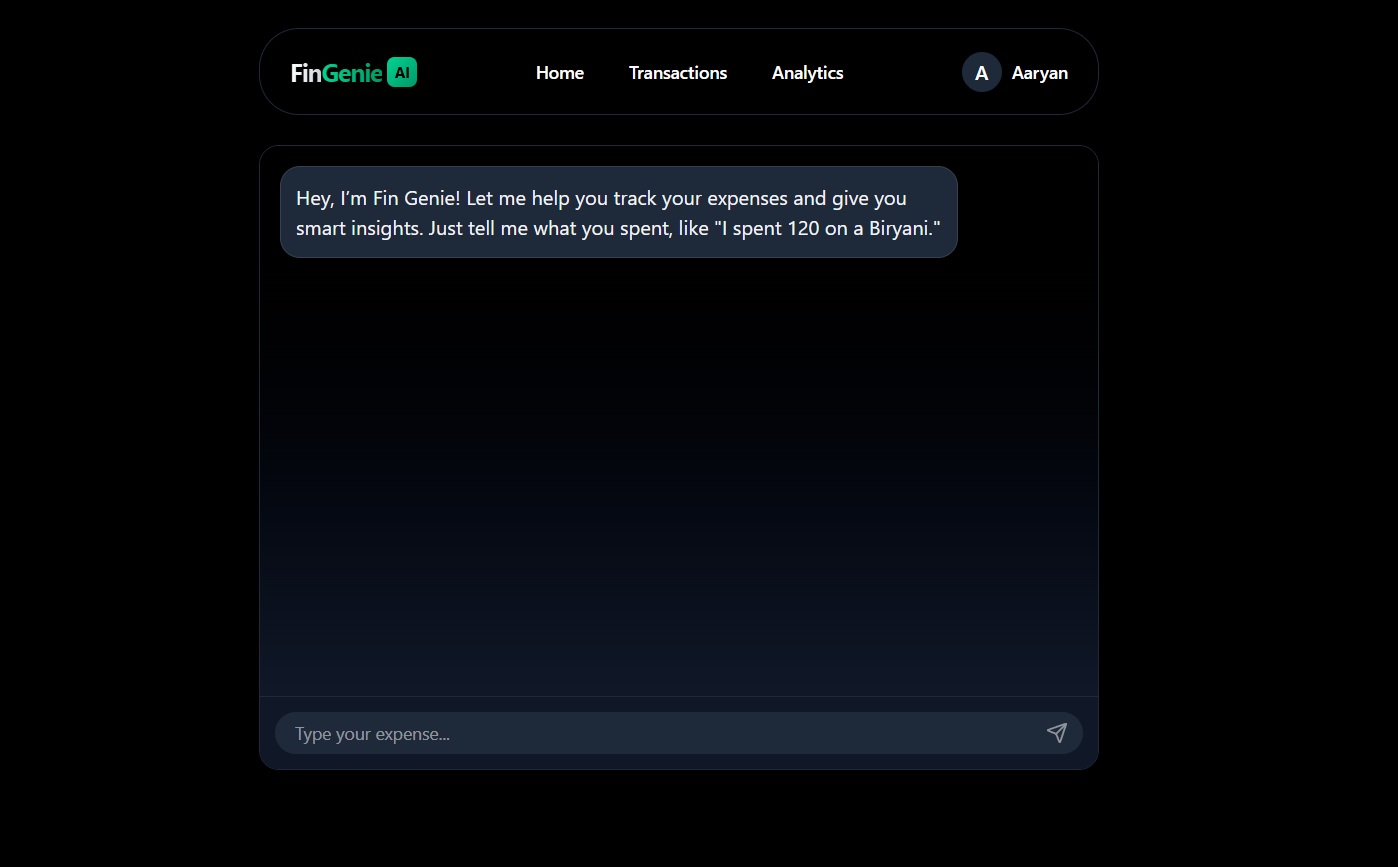 FinGenie AI
Home
Transactions
Analytics
A
Aaryan
Hey, I’m Fin Genie! Let me help you track your expenses and give you
smart insights. Just tell me what you spent, like "I spent 120 on a Biryani."
Type your expense...